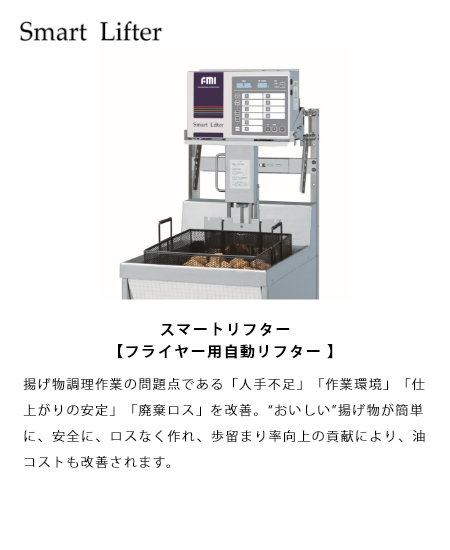 Smart Lifter
FMI
Smart Lifter
スマートリフター
【フライヤー用自動リフター 】
揚げ物調理作業の問題点である「人手不足」「作業環境」「仕
上がりの安定」「廃棄ロス」を改善。“おいしい”揚げ物が簡単
に、安全に、ロスなく作れ、歩留まり率向上の貢献により、油
コストも改善されます。